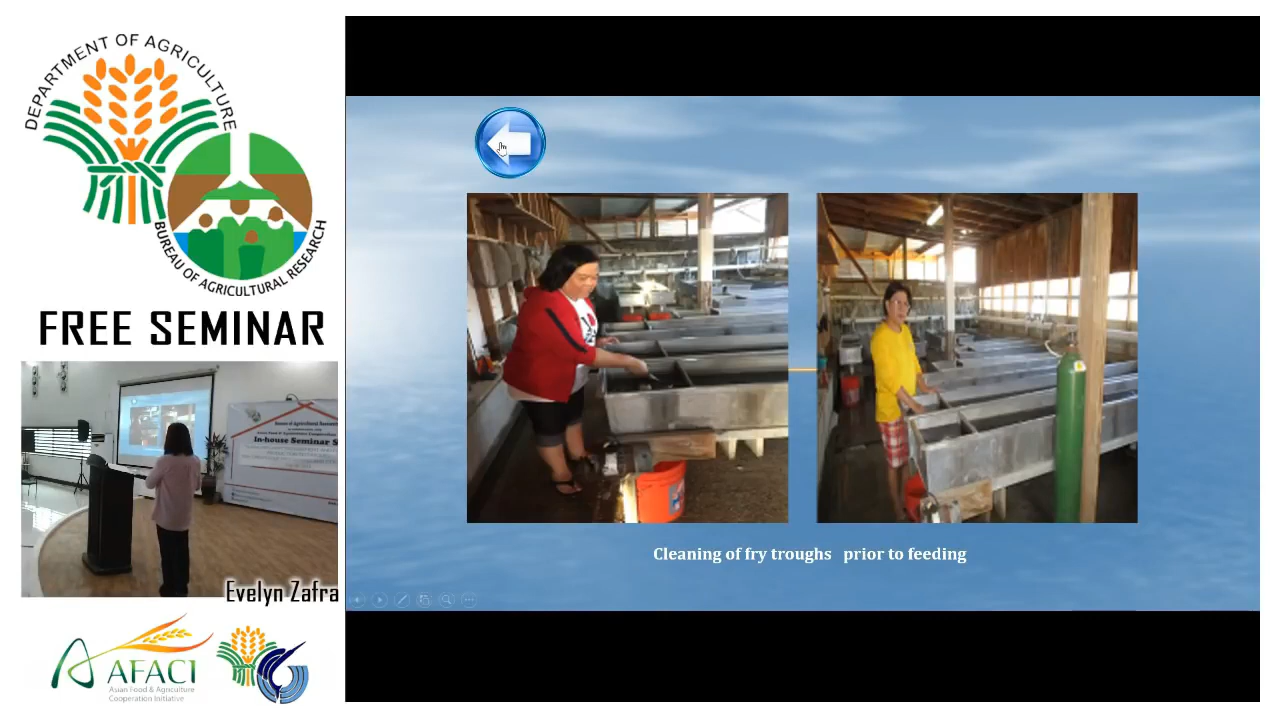 DEPARTMENT OF AGRICULTURE
BUREAU OF AGRICULTURAL RESEARCH
FREE SEMINAR
In-house Seminar S
Evelyn Zafra
AFACI
Asian Food & Agriculture
Cooperation Initiative
Cleaning of fry troughs prior to feeding